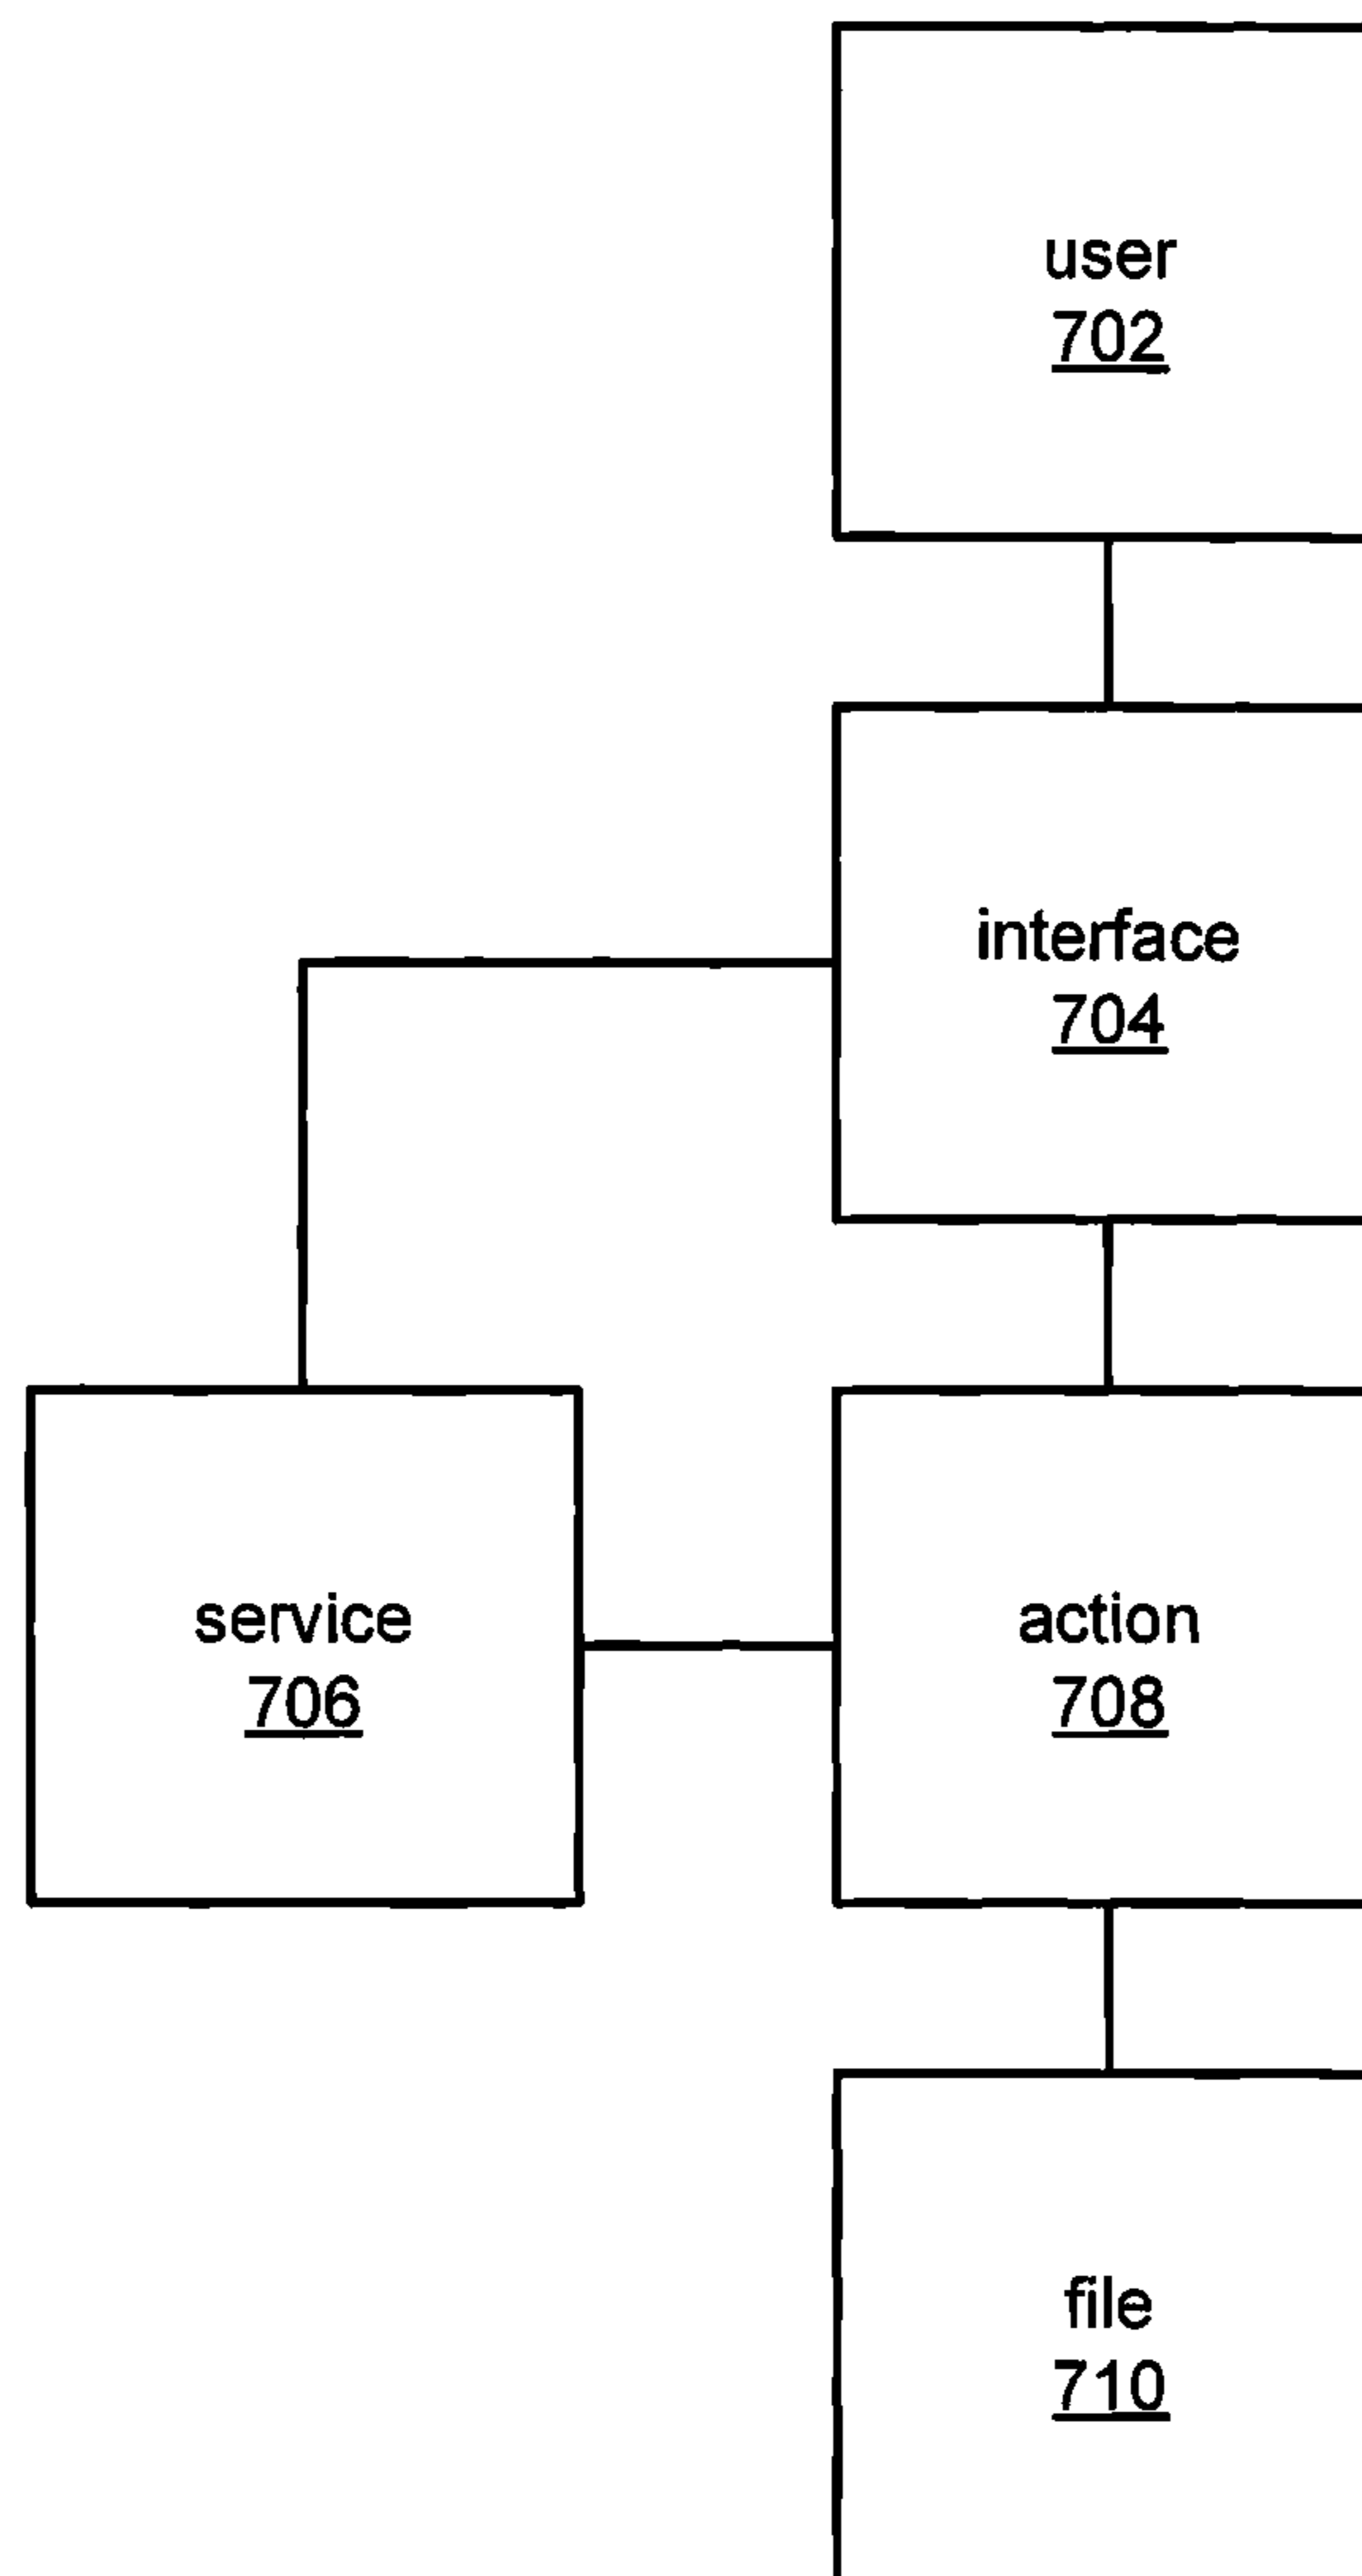 user
702
interface
704
service
706
action
708
file
710